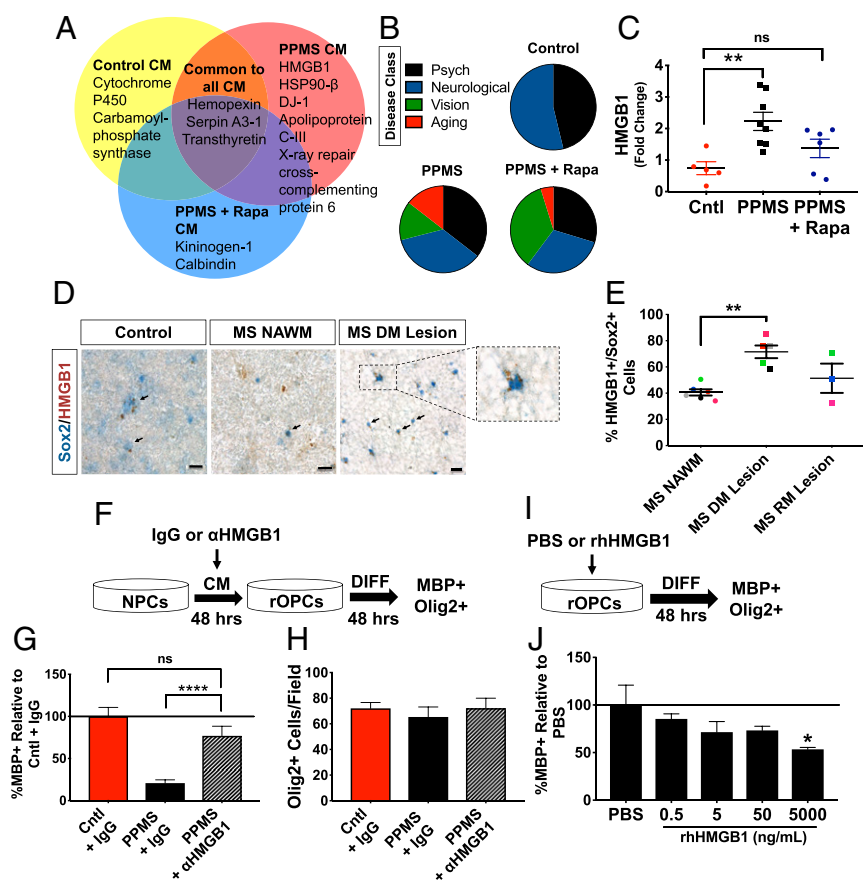 A
Control CM
Cytochrome
P450
Carbamoyl-
phosphate
synthase
Common to
all CM
Hemopexin
Serpin A3-1
Transthyretin
PPMS CM
HMGB1
HSP90-β
DJ-1
Apolipoprotein
C-III
X-ray repair
cross-
complementing
protein 6
PPMS + Rapa
CM
Kininogen-1
Calbindin
B
Disease Class
Psych
Neurological
Vision
Aging
Control
PPMS
PPMS + Rapa
C
HMGB1
(Fold Change)
4
3
2
1
0
**
ns
Cntl
PPMS
PPMS
+ Rapa
D
Control
MS NAWM
MS DM Lesion
Sox2/HMGB1
E
% HMGB1+/Sox2+
Cells
100
80
60
40
20
0
**
MS NAWM
MS DM Lesion
MS RM Lesion
F
IgG or αHMGB1
NPCs
CM
48 hrs
rOPCs
DIFF
48 hrs
MBP+
Olig2+
I
PBS or rhHMGB1
rOPCs
DIFF
48 hrs
MBP+
Olig2+
G
%MBP+ Relative to
Cntl + IgG
150
100
50
0
ns
****
Cntl
+ IgG
PPMS
+ IgG
PPMS
+ αHMGB1
H
Olig2+ Cells/Field
100
80
60
40
20
0
Cntl
+ IgG
PPMS
+ IgG
PPMS
+ αHMGB1
J
%MBP+ Relative to
PBS
150
100
50
0
*
PBS
0.5
5
50
5000
rhHMGB1 (ng/mL)